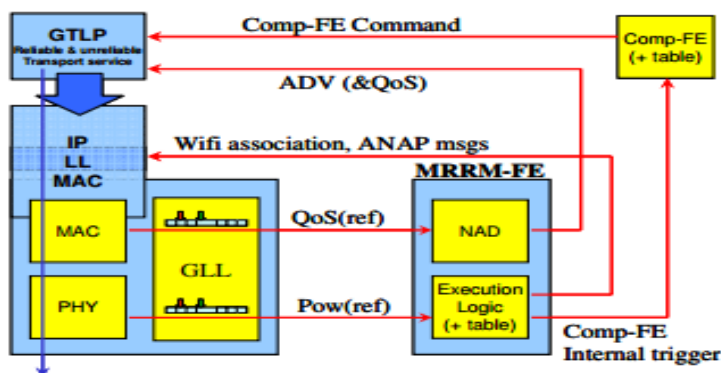 GTLP
Reliable & unreliable
Transport service
Comp-FE Command
Comp-FE
(+ table)
ADV (&QoS)
IP
LL
MAC
Wifi association, ANAP msgs
MRRM-FE
MAC
QoS(ref)
NAD
GLL
PHY
Pow(ref)
Execution
Logic
(+ table)
Comp-FE
Internal trigger